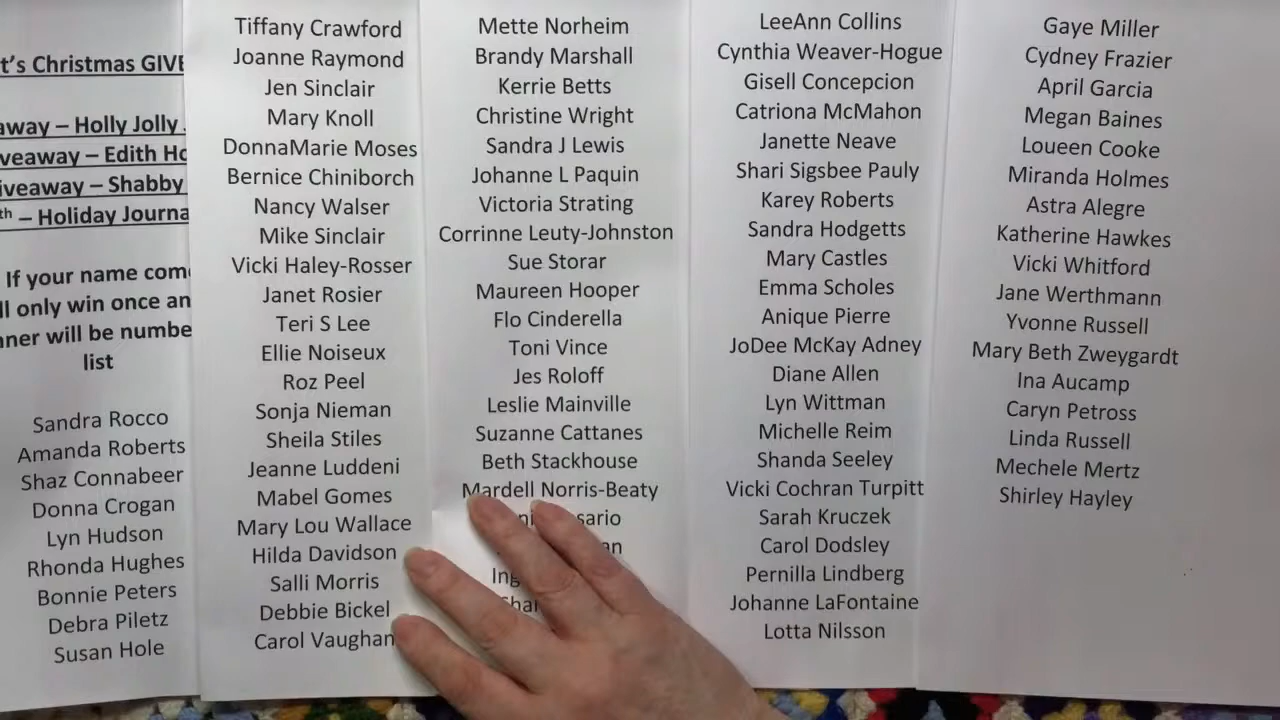 t's Christmas GIVE
away – Holly Jolly
veaway – Edith Ho
iveaway – Shabby
th – Holiday Journa
If your name com
ll only win once an
nner will be numbe
list
Sandra Rocco
Amanda Roberts
Shaz Connabeer
Donna Crogan
Lyn Hudson
Rhonda Hughes
Bonnie Peters
Debra Piletz
Susan Hole
Tiffany Crawford
Joanne Raymond
Jen Sinclair
Mary Knoll
DonnaMarie Moses
Bernice Chiniborch
Nancy Walser
Mike Sinclair
Vicki Haley-Rosser
Janet Rosier
Teri S Lee
Ellie Noiseux
Roz Peel
Sonja Nieman
Sheila Stiles
Jeanne Luddeni
Mabel Gomes
Mary Lou Wallace
Hilda Davidson
Salli Morris
Debbie Bickel
Carol Vaughan
Mette Norheim
Brandy Marshall
Kerrie Betts
Christine Wright
Sandra J Lewis
Johanne L Paquin
Victoria Strating
Corrinne Leuty-Johnston
Sue Storar
Maureen Hooper
Flo Cinderella
Toni Vince
Jes Roloff
Leslie Mainville
Suzanne Cattanes
Beth Stackhouse
Mardell Norris-Beaty
LeeAnn Collins
Cynthia Weaver-Hogue
Gisell Concepcion
Catriona McMahon
Janette Neave
Shari Sigsbee Pauly
Karey Roberts
Sandra Hodgetts
Mary Castles
Emma Scholes
Anique Pierre
JoDee McKay Adney
Diane Allen
Lyn Wittman
Michelle Reim
Shanda Seeley
Vicki Cochran Turpitt
Sarah Kruczek
Carol Dodsley
Pernilla Lindberg
Johanne LaFontaine
Lotta Nilsson
Gaye Miller
Cydney Frazier
April Garcia
Megan Baines
Loueen Cooke
Miranda Holmes
Astra Alegre
Katherine Hawkes
Vicki Whitford
Jane Werthmann
Yvonne Russell
Mary Beth Zweygardt
Ina Aucamp
Caryn Petross
Linda Russell
Mechele Mertz
Shirley Hayley